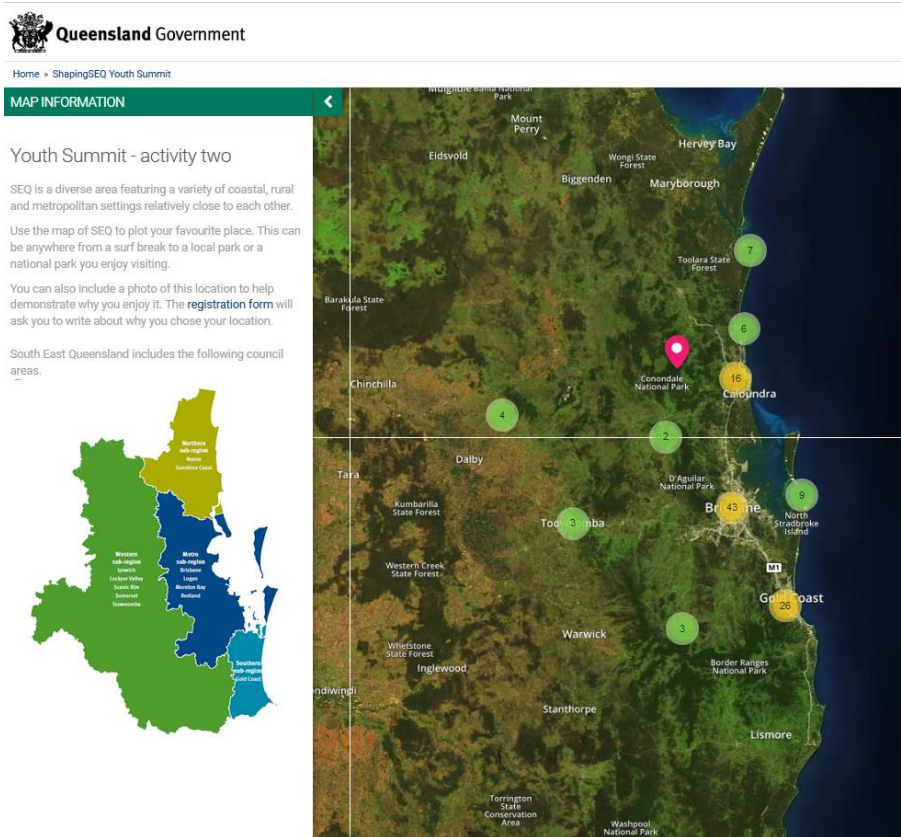 Queensland Government
Home » ShapingSEQ Youth Summit
MAP INFORMATION
Youth Summit - activity two
SEQ is a diverse area featuring a variety of coastal, rural
and metropolitan settings relatively close to each other.
Use the map of SEQ to plot your favourite place. This can
be anywhere from a surf break to a local park or a
national park you enjoy visiting.
You can also include a photo of this location to help
demonstrate why you enjoy it. The registration form will
ask you to write about why you chose your location.
South East Queensland includes the following council
areas.
Northern
sub-region
Noosa
Sunshine Coast
Western
sub-region
Ipswich
Lockyer Valley
Scenic Rim
Somerset
Toowoomba
Metro
sub-region
Brisbane
Logan
Moreton Bay
Redland
Southern
sub-region
Gold Coast
National
Park
Mount
Perry
Hervey Bay
Eidsvold
Wongi State
Forest
Biggenden
Maryborough
7
Toolara State
Forest
Barakula State
Forest
6
Conondale
National Park
16
Caloundra
Chinchilla
4
2
Dalby
Tara
D'Aguilar
National Park
Kumbarilla
State Forest
43
9
North
Stradbroke
Island
3
Western Creek
State Forest
M1
Gold Coast
26
3
Warwick
Whetstone
State Forest
Inglewood
Border Ranges
National Park
ndiwindi
Stanthorpe
Lismore
Torrington
State
Conservation
Area
Washpool
National Park